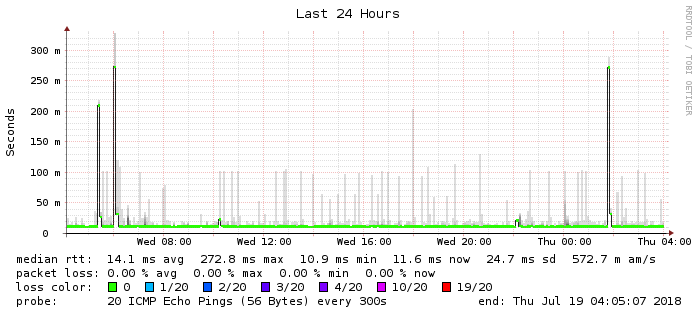 Last 24 Hours
RRDTOOL / TOBI OETIKER
Seconds
300 m
250 m
200 m
150 m
100 m
50 m
0
Wed 08:00 Wed 12:00 Wed 16:00 Wed 20:00 Thu 00:00 Thu 04:00
median rtt: 14.1 ms avg 272.8 ms max 10.9 ms min 11.6 ms now 24.7 ms sd 572.7 m am/s
packet loss: 0.00 % avg 0.00 % max 0.00 % min 0.00 % now
loss color: 0 1/20 2/20 3/20 4/20 10/20 19/20
probe: 20 ICMP Echo Pings (56 Bytes) every 300s end: Thu Jul 19 04:05:07 2018